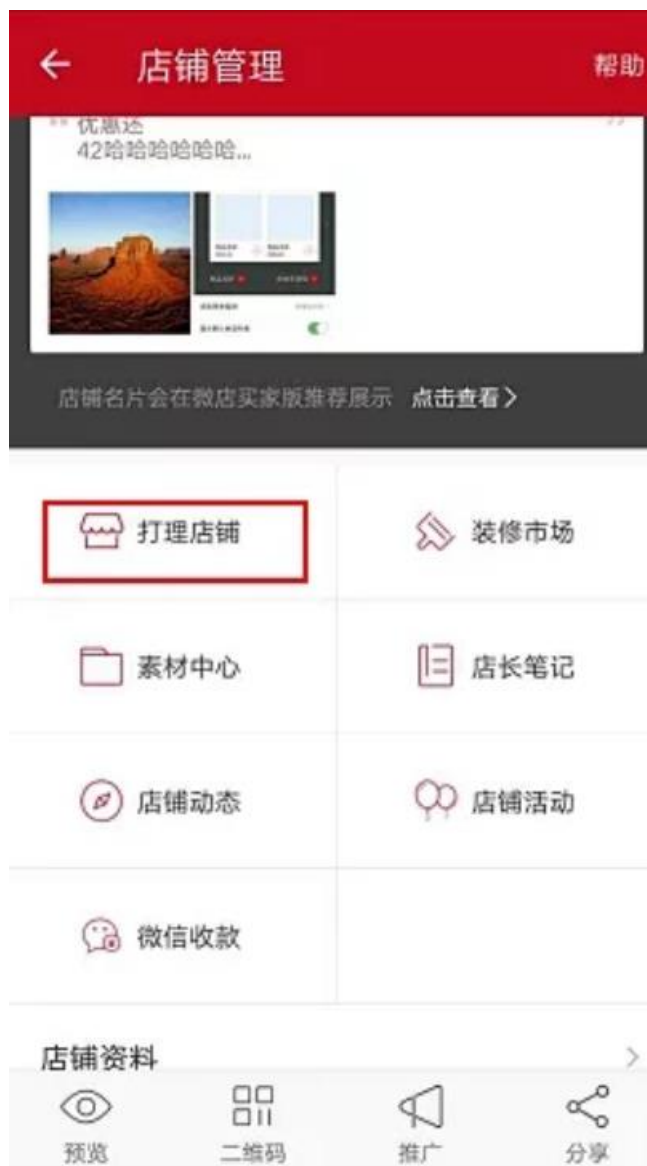 店铺管理
帮助
优惠还
42哈哈哈哈哈哈...
店铺名片会在微店买家版推荐展示 点击查看>
打理店铺
装修市场
素材中心
店长笔记
店铺动态
店铺活动
微信收款
店铺资料
预览
二维码
推广
分享